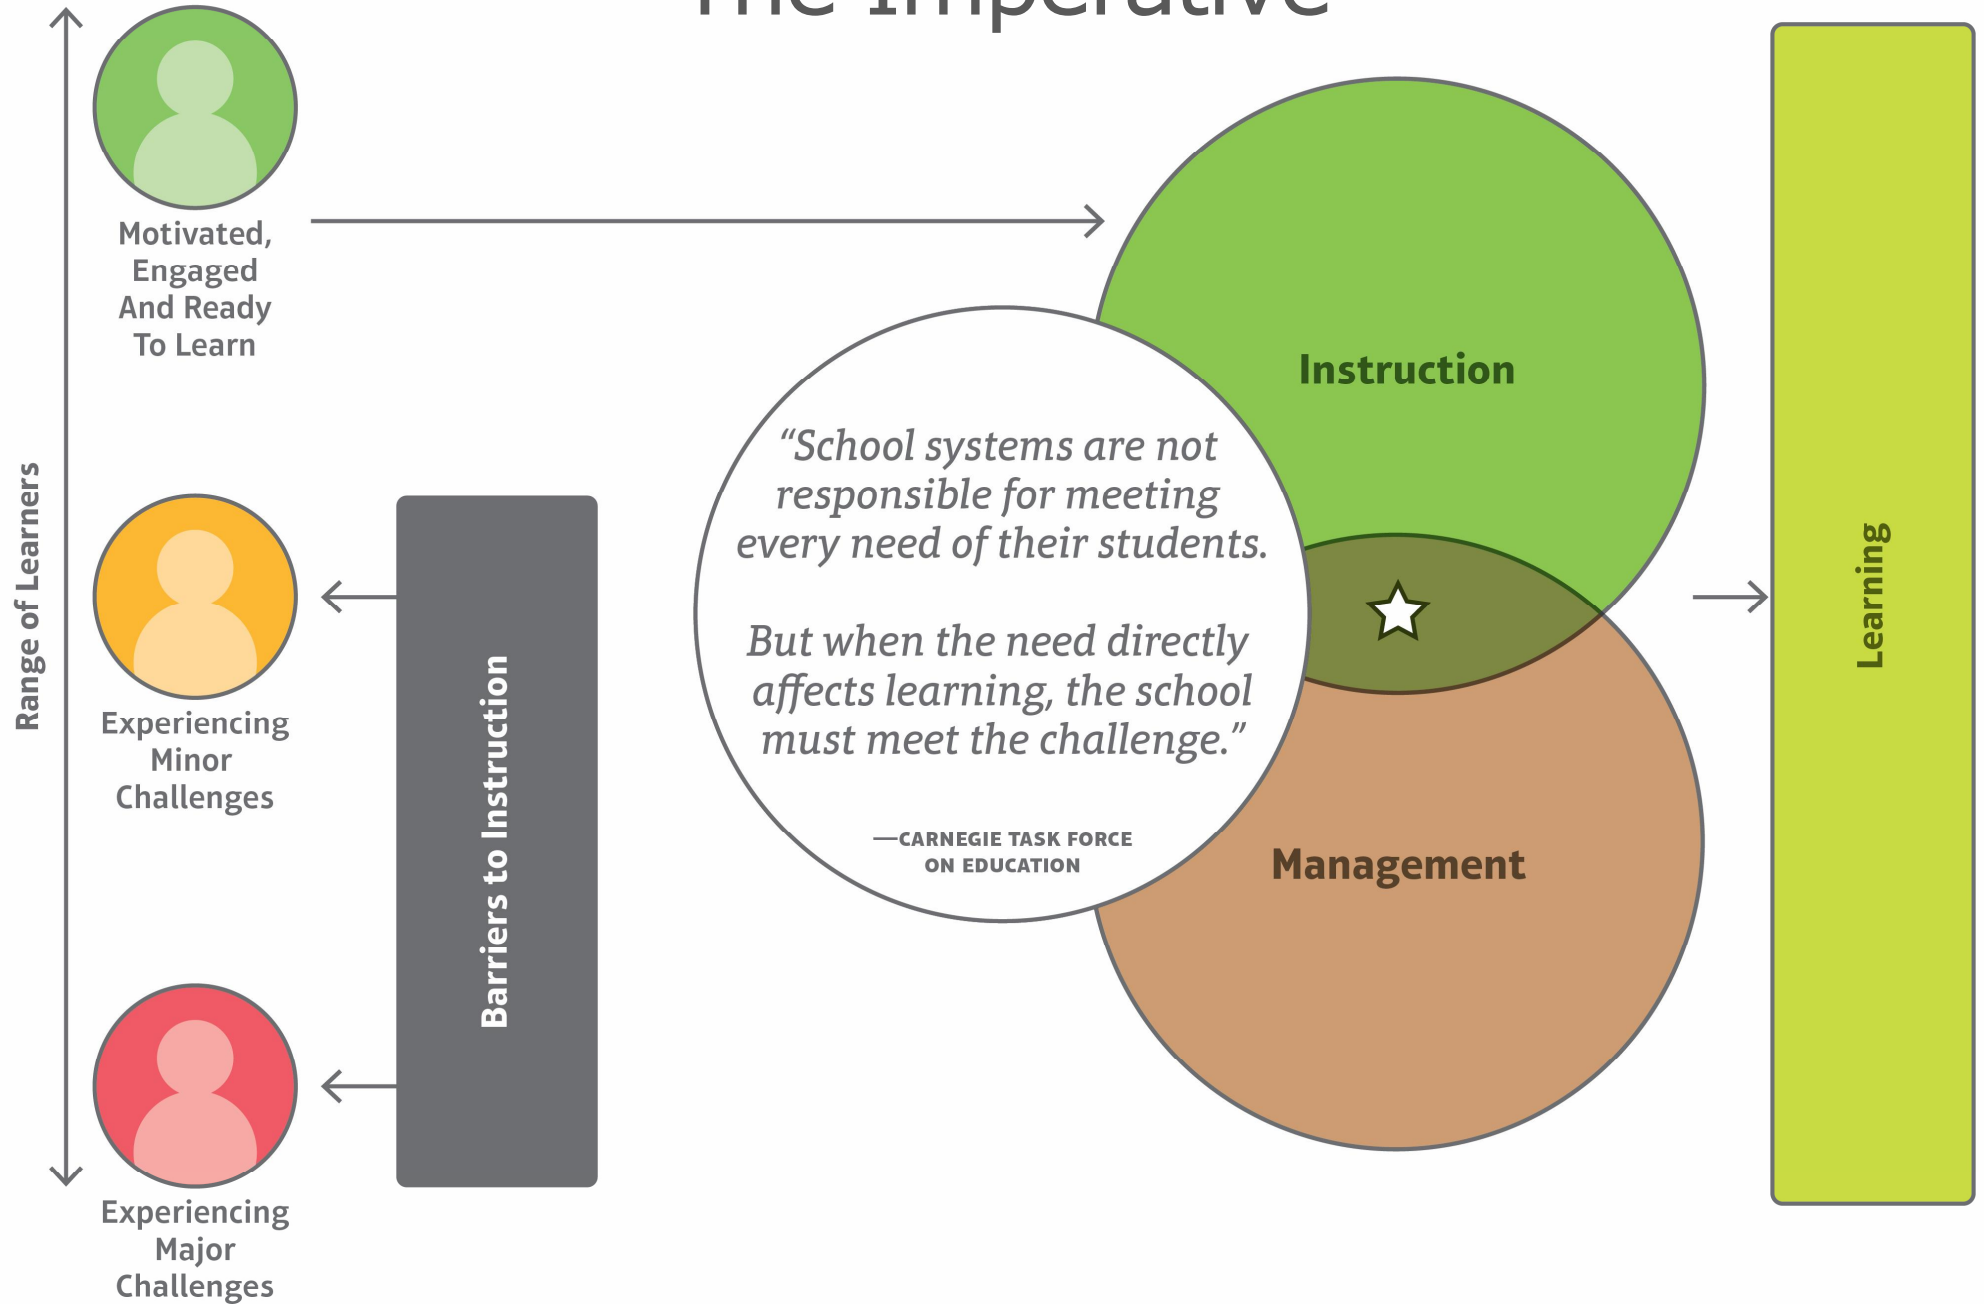 The Imperative
Motivated,
Engaged
And Ready
To Learn
Range of Learners
Experiencing
Minor
Challenges
Experiencing
Major
Challenges
Barriers to Instruction
“School systems are not
responsible for meeting
every need of their students.
But when the need directly
affects learning, the school
must meet the challenge.”
—CARNEGIE TASK FORCE
ON EDUCATION
Instruction
Management
Learning